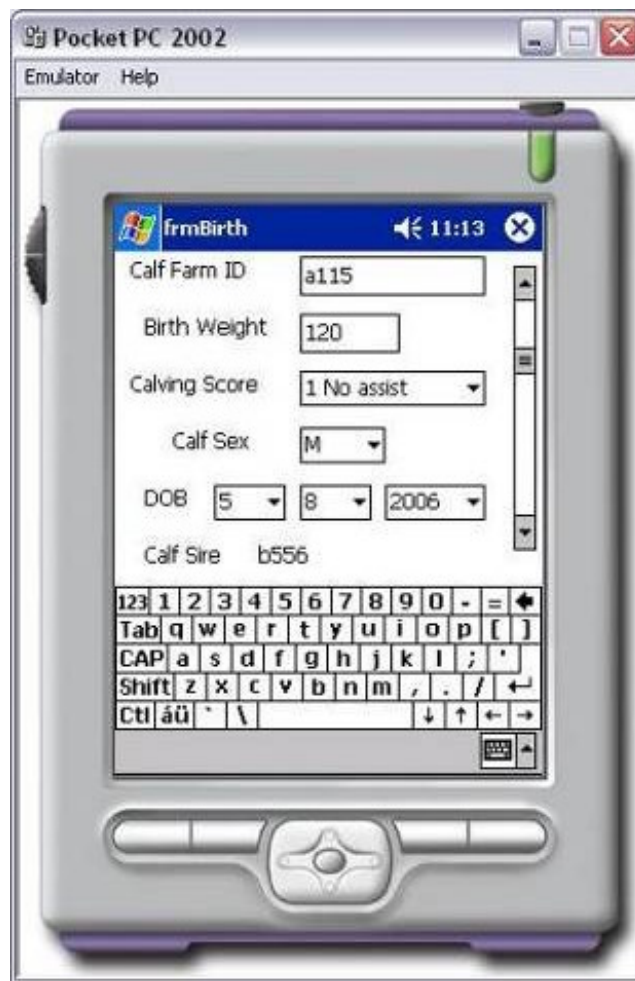 Pocket PC 2002
Emulator Help
frmBirth 11:13
Calf Farm ID a115
Birth Weight 120
Calving Score 1 No assist
Calf Sex M
DOB 5 8 2006
Calf Sire b556
123 1 2 3 4 5 6 7 8 9 0 - =
Tab q w e r t y u i o p [ ]
CAP a s d f g h j k l ; '
Shift z x c v b n m , . /
Ctl áü ` \